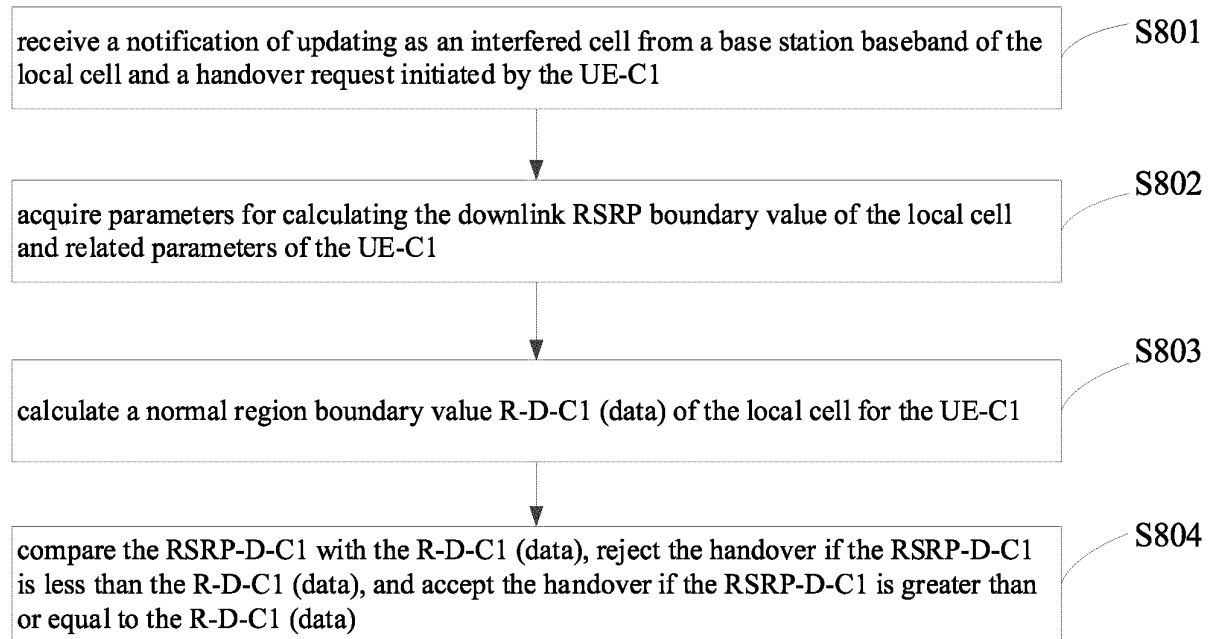 receive a notification of updating as an interfered cell from a base station baseband of the
local cell and a handover request initiated by the UE-C1
S801
acquire parameters for calculating the downlink RSRP boundary value of the local cell
and related parameters of the UE-C1
S802
calculate a normal region boundary value R-D-C1 (data) of the local cell for the UE-C1
S803
compare the RSRP-D-C1 with the R-D-C1 (data), reject the handover if the RSRP-D-C1
is less than the R-D-C1 (data), and accept the handover if the RSRP-D-C1 is greater than
or equal to the R-D-C1 (data)
S804